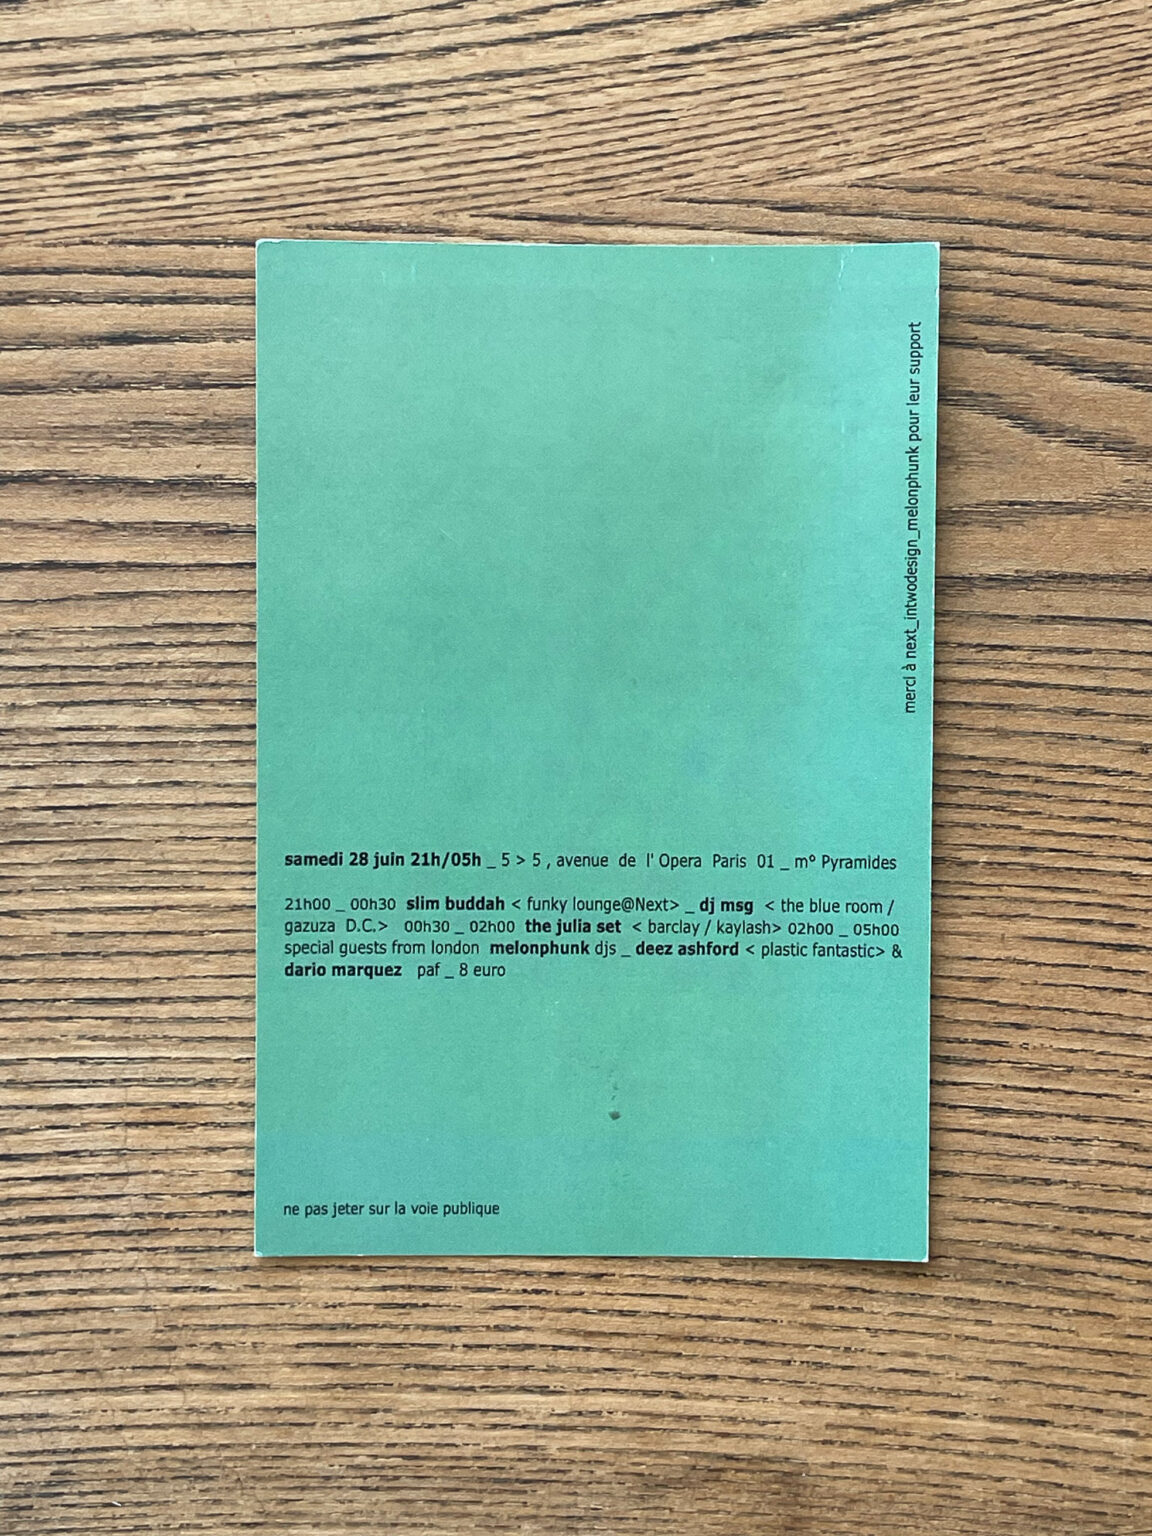 merci à next_intwodesign_melonphunk pour leur support
samedi 28 juin 21h/05h _ 5 > 5 , avenue de l' Opera Paris 01 _ m° Pyramides
21h00 _ 00h30 slim buddah < funky lounge@Next> _ dj msg < the blue room /
gazuza D.C.> 00h30 _ 02h00 the julia set < barclay / kaylash> 02h00 _ 05h00
special guests from london melonphunk djs _ deez ashford < plastic fantastic> &
dario marquez paf _ 8 euro
ne pas jeter sur la voie publique